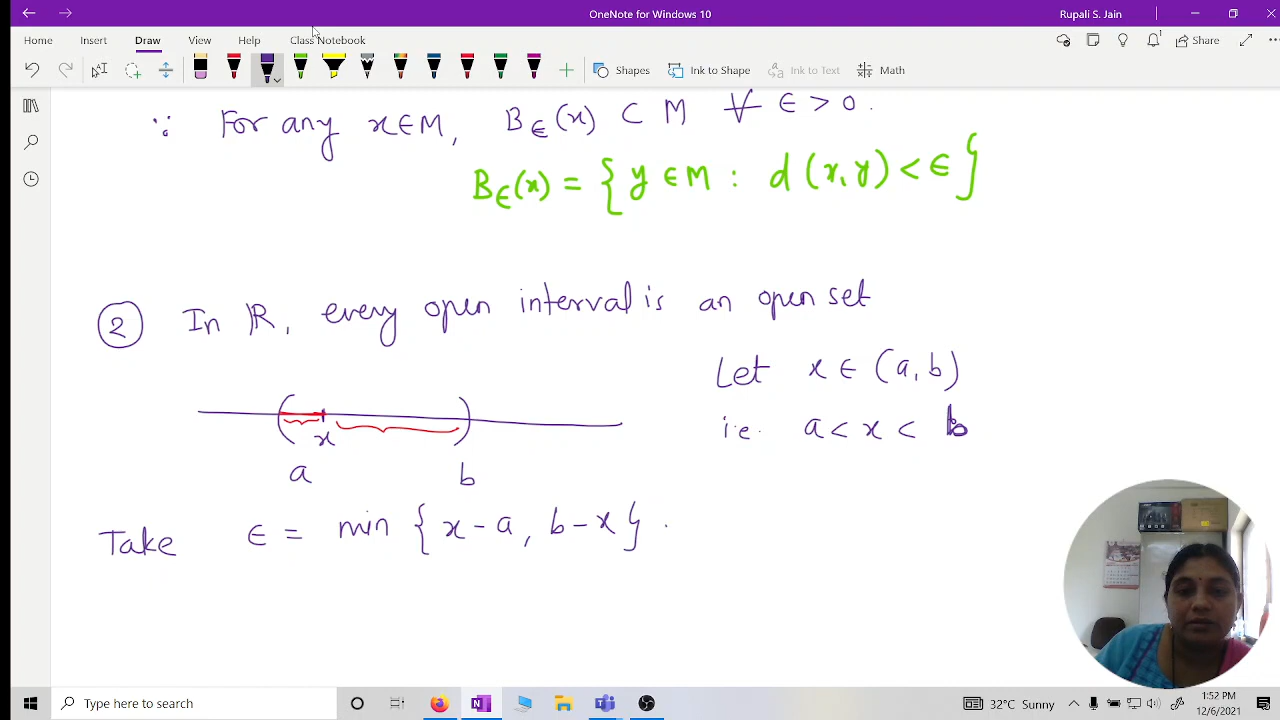 OneNote for Windows 10
Rupali S. Jain
Home Insert Draw View Help Class Notebook
Share
Shapes Ink to Shape Ink to Text Math
∵ For any x∈M, B∈(x) ⊂ M ∀ ∈ > 0.
B∈(x) = { y ∈ M : d(x,y) < ∈ }
② In ℝ, every open interval is an open set
Let x ∈ (a,b)
i.e. a < x < b
( x )
a b
Take ∈ = min { x - a, b - x } .
Type here to search
32°C Sunny
1:52 PM
12/6/2021